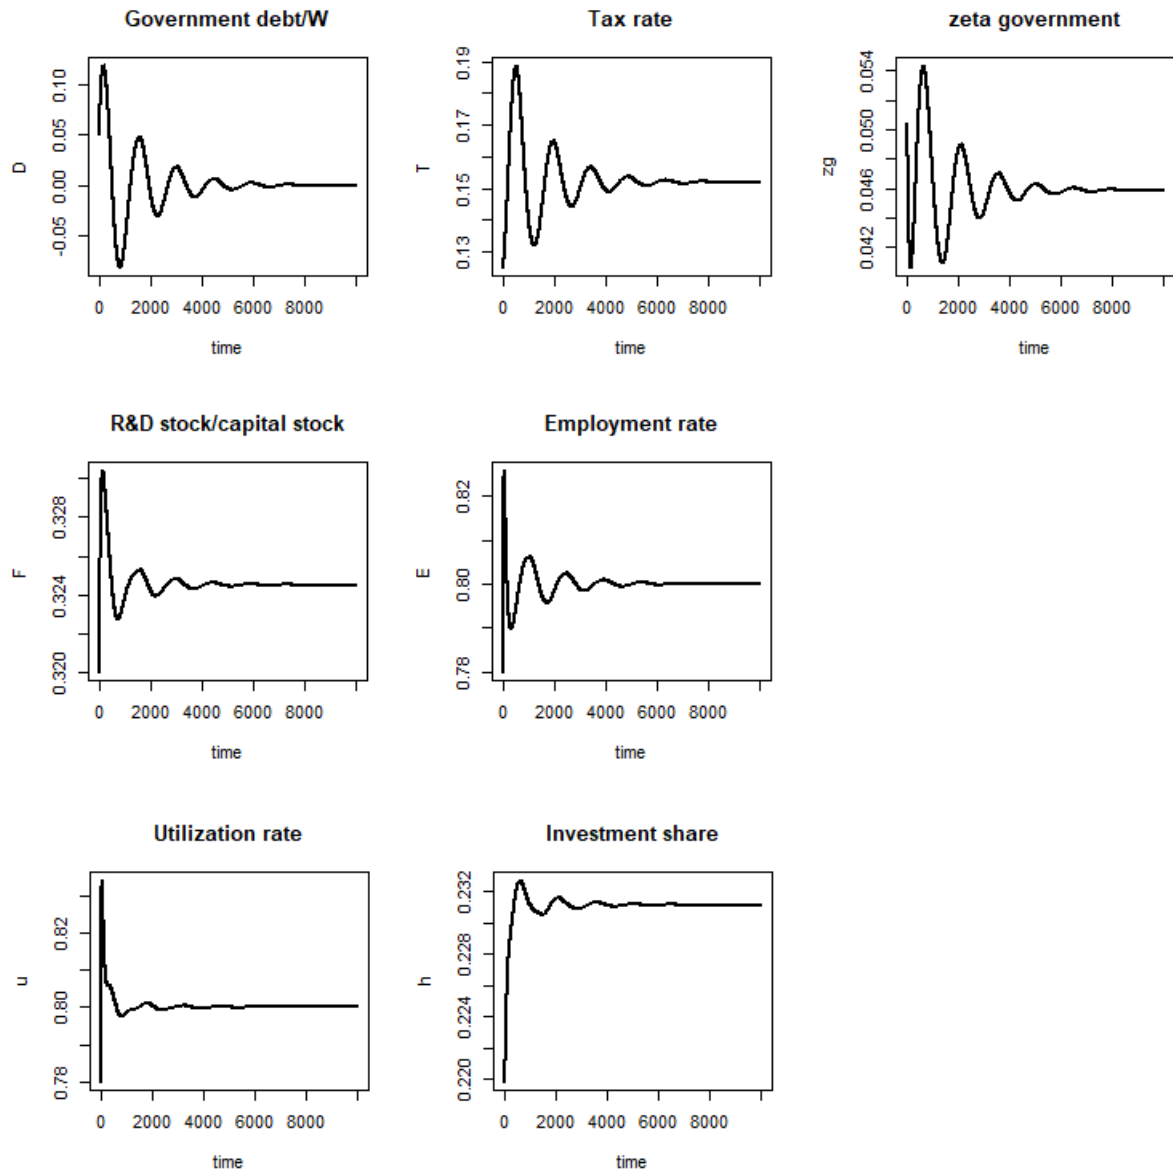 Government debt/W
Tax rate
zeta government
D
-0.05 0.00 0.05 0.10
0 2000 4000 6000 8000
time
T
0.13 0.15 0.17 0.19
0 2000 4000 6000 8000
time
zg
0.042 0.046 0.050 0.054
0 2000 4000 6000 8000
time
R&D stock/capital stock
Employment rate
F
0.320 0.324 0.328
0 2000 4000 6000 8000
time
E
0.78 0.80 0.82
0 2000 4000 6000 8000
time
Utilization rate
Investment share
u
0.78 0.80 0.82
0 2000 4000 6000 8000
time
h
0.220 0.224 0.228 0.232
0 2000 4000 6000 8000
time